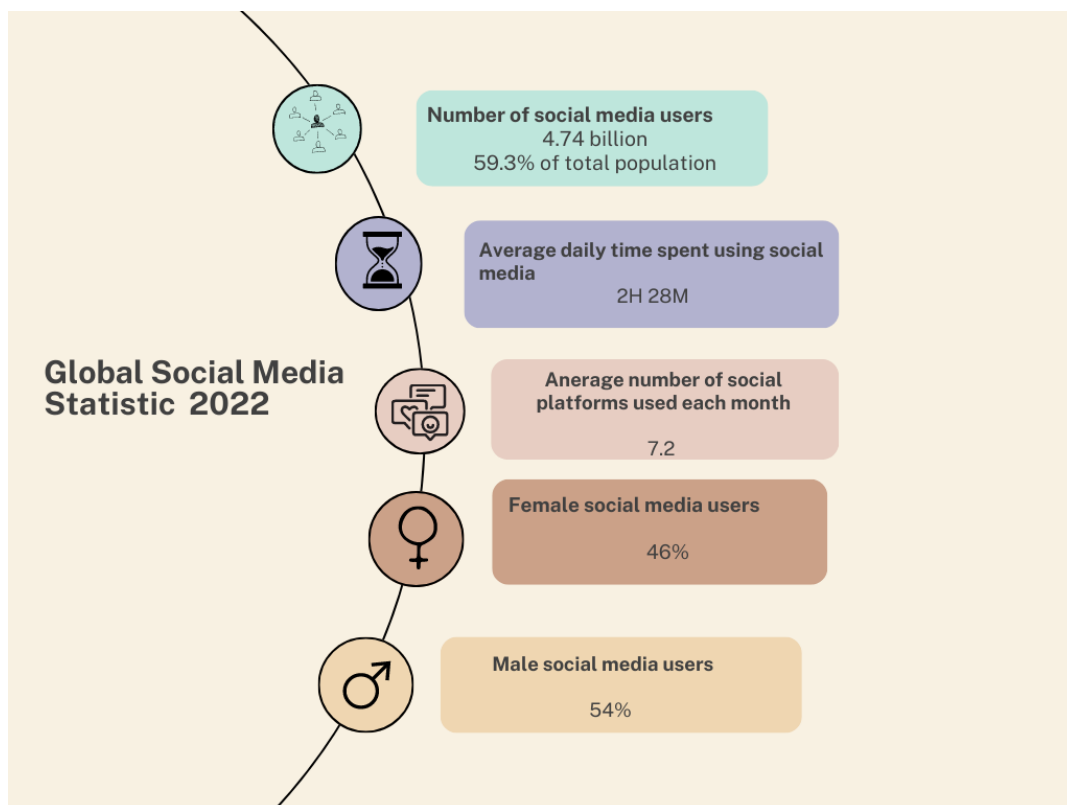 Number of social media users
4.74 billion
59.3% of total population
Average daily time spent using social
media
2H 28M
Global Social Media
Statistic 2022
Anerage number of social
platforms used each month
7.2
Female social media users
46%
Male social media users
54%